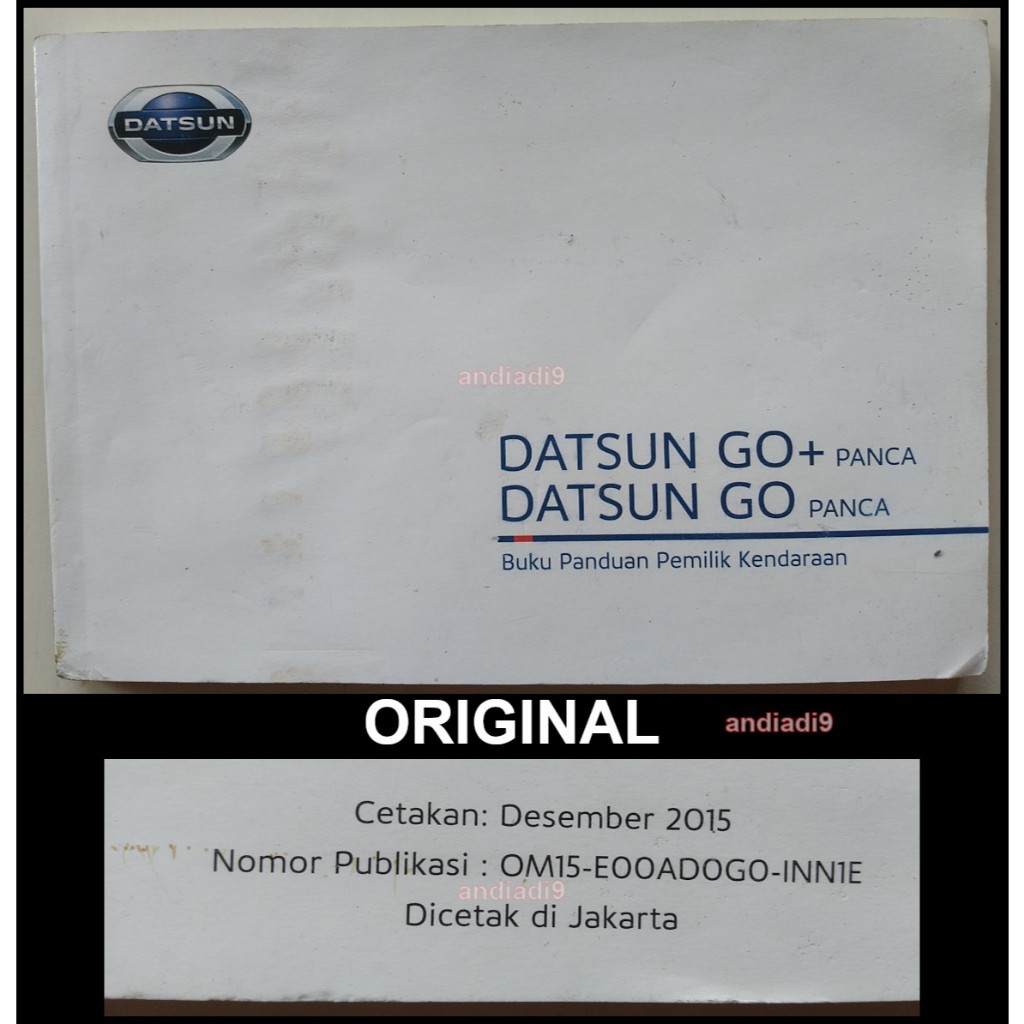 DATSUN
andiadi9
DATSUN GO+ PANCA
DATSUN GO PANCA
Buku Panduan Pemilik Kendaraan
ORIGINAL andiadi9
Cetakan: Desember 2015
Nomor Publikasi : OM15-E00AD0G0-INN1E
andiadi9
Dicetak di Jakarta